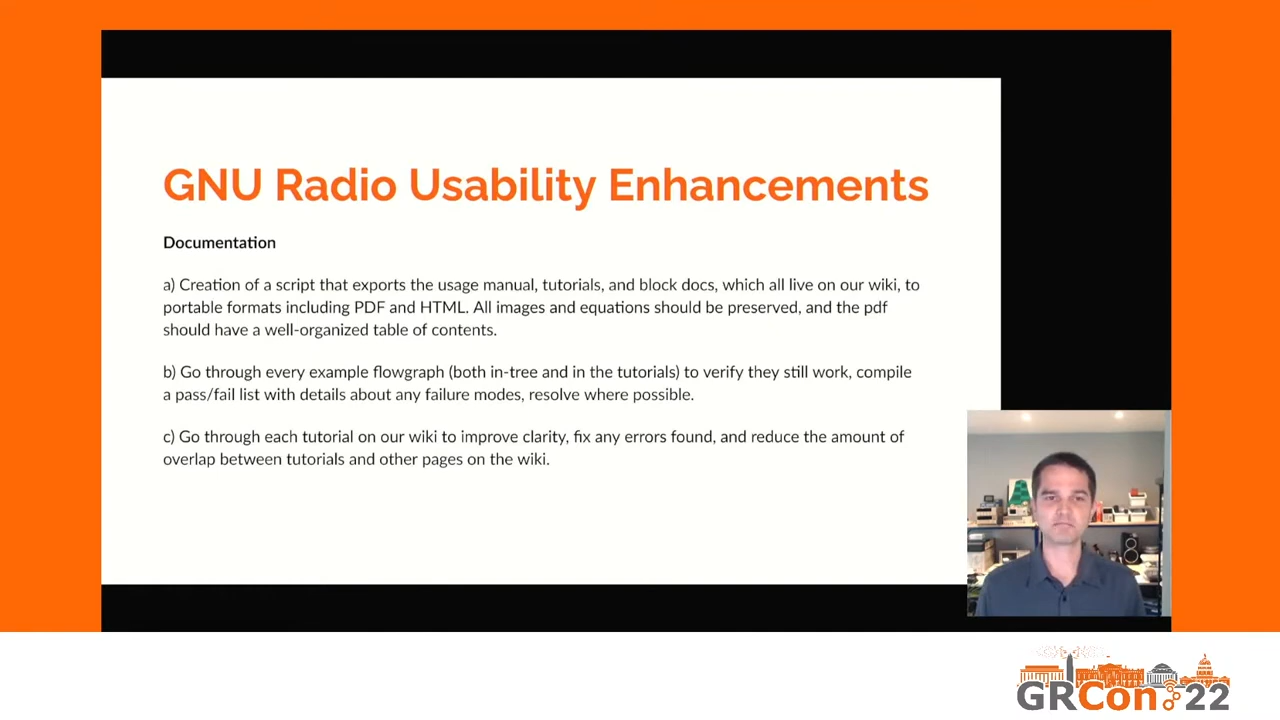 GNU Radio Usability Enhancements
Documentation
a) Creation of a script that exports the usage manual, tutorials, and block docs, which all live on our wiki, to
portable formats including PDF and HTML. All images and equations should be preserved, and the pdf
should have a well-organized table of contents.
b) Go through every example flowgraph (both in-tree and in the tutorials) to verify they still work, compile
a pass/fail list with details about any failure modes, resolve where possible.
c) Go through each tutorial on our wiki to improve clarity, fix any errors found, and reduce the amount of
overlap between tutorials and other pages on the wiki.
GRCon 22